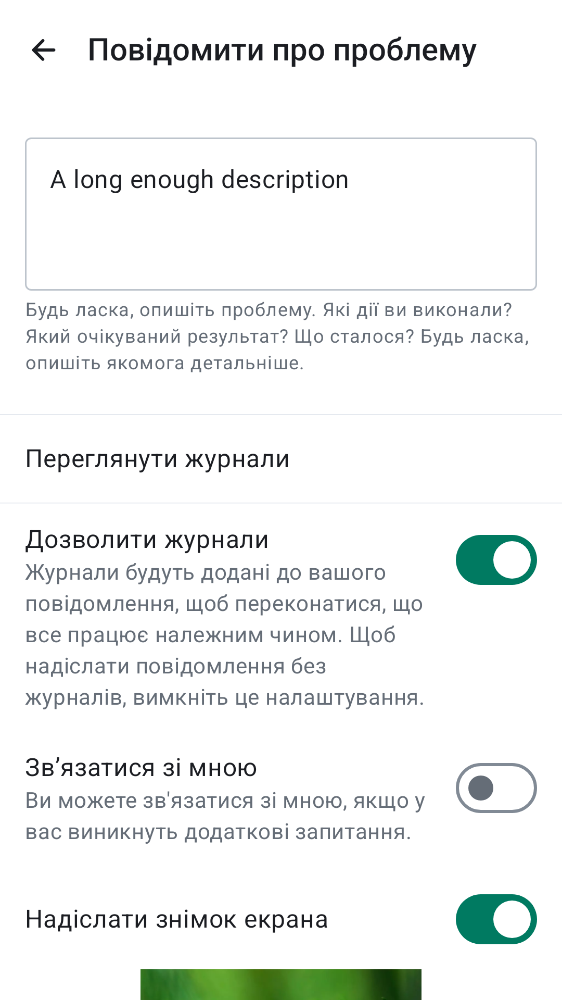 Повідомити про проблему
A long enough description
Будь ласка, опишіть проблему. Які дії ви виконали?
Який очікуваний результат? Що сталося? Будь ласка,
опишіть якомога детальніше.
Переглянути журнали
Дозволити журнали
Журнали будуть додані до вашого
повідомлення, щоб переконатися, що
все працює належним чином. Щоб
надіслати повідомлення без
журналів, вимкніть це налаштування.
Зв’язатися зі мною
Ви можете зв'язатися зі мною, якщо у
вас виникнуть додаткові запитання.
Надіслати знімок екрана